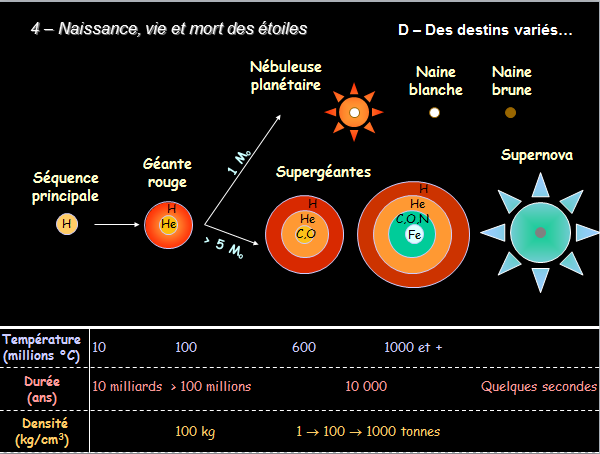 4 – Naissance, vie et mort des étoiles
D – Des destins variés…
Nébuleuse
planétaire
Naine
blanche
Naine
brune
Séquence
principale
Géante
rouge
1 M₀
> 5 M₀
Supergéantes
Supernova
H
H
He
H
He
C,O
H
He
C,O,N
Fe
Température
(millions °C)
10 100 600 1000 et +
Durée
(ans)
10 milliards > 100 millions 10 000 Quelques secondes
Densité
(kg/cm³)
100 kg 1 → 100 → 1000 tonnes